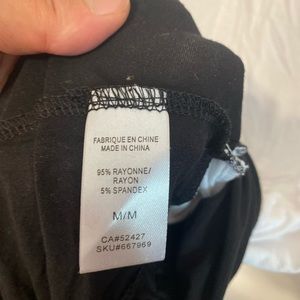 FABRIQUE EN CHINE
MADE IN CHINA
95% RAYONNE/
RAYON
5% SPANDEX
M/M
CA#52427
SKU#667969